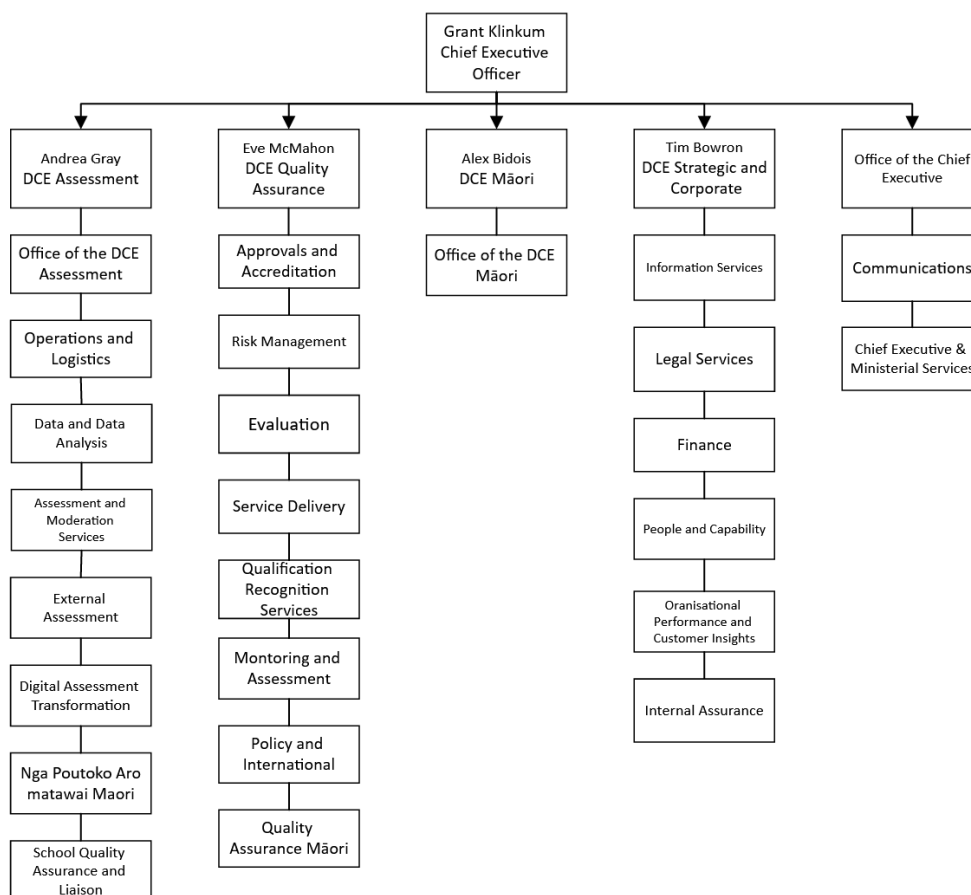 Grant Klinkum
Chief Executive
Officer
Andrea Gray
DCE Assessment
Office of the DCE
Assessment
Operations and
Logistics
Data and Data
Analysis
Assessment and
Moderation
Services
External
Assessment
Digital Assessment
Transformation
Nga Poutoko Aro
matawai Maori
School Quality
Assurance and
Liaison
Eve McMahon
DCE Quality
Assurance
Approvals and
Accreditation
Risk Management
Evaluation
Service Delivery
Qualification
Recognition
Services
Montoring and
Assessment
Policy and
International
Quality
Assurance Māori
Alex Bidois
DCE Māori
Office of the DCE
Māori
Tim Bowron
DCE Strategic and
Corporate
Information Services
Legal Services
Finance
People and Capability
Oranisational
Performance and
Customer Insights
Internal Assurance
Office of the Chief
Executive
Communications
Chief Executive &
Ministerial Services